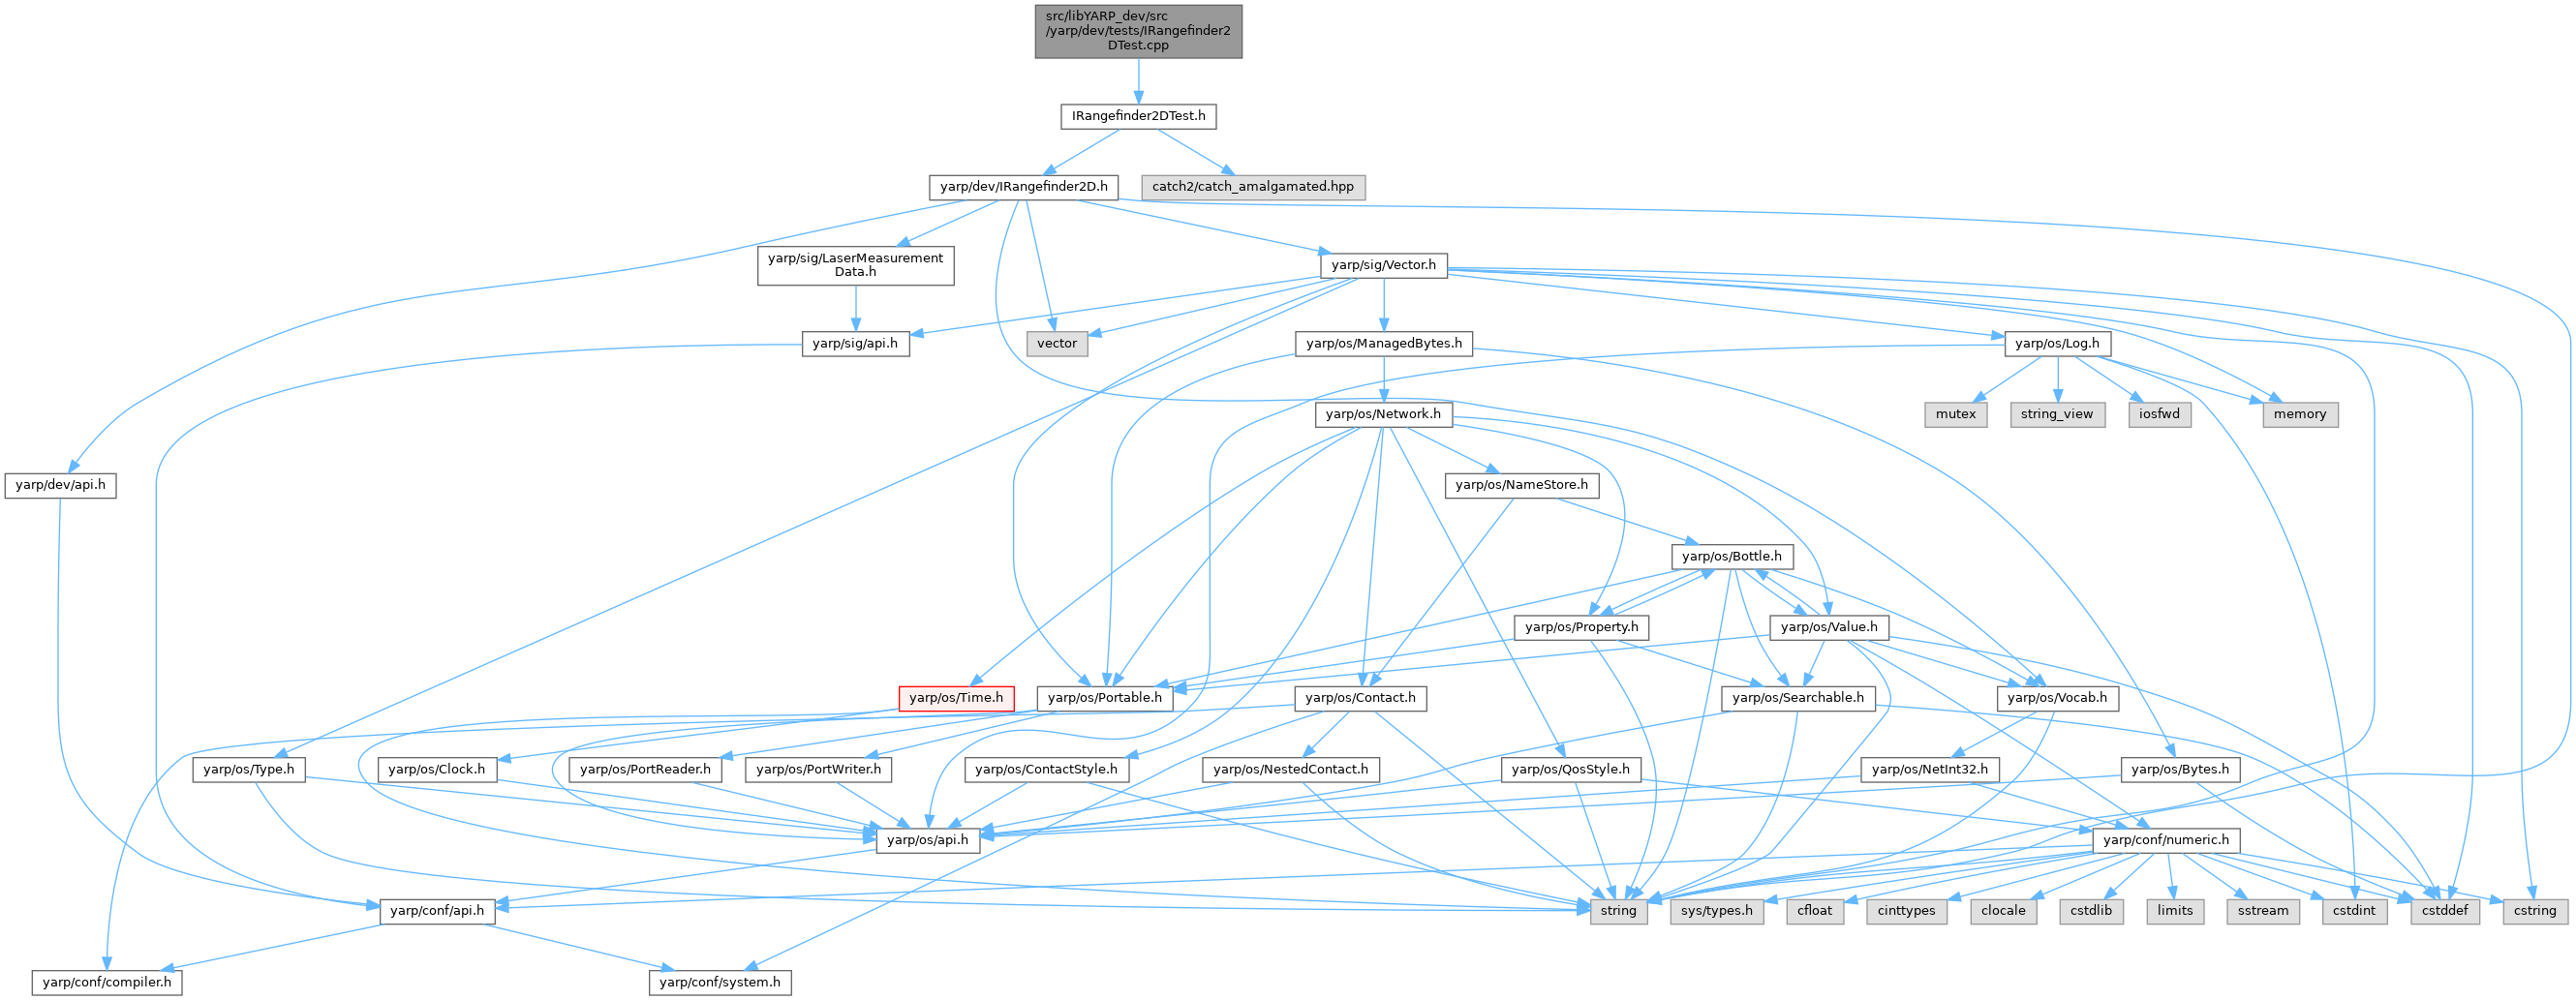 src/libYARP_dev/src
/yarp/dev/tests/IRangefinder2
DTest.cpp
IRangefinder2DTest.h
yarp/dev/IRangefinder2D.h
catch2/catch_amalgamated.hpp
yarp/sig/LaserMeasurement
Data.h
yarp/sig/Vector.h
yarp/sig/api.h
vector
yarp/os/ManagedBytes.h
yarp/os/Log.h
yarp/os/Network.h
mutex
string_view
iosfwd
memory
yarp/dev/api.h
yarp/os/NameStore.h
yarp/os/Bottle.h
yarp/os/Property.h
yarp/os/Value.h
yarp/os/Time.h
yarp/os/Portable.h
yarp/os/Contact.h
yarp/os/Searchable.h
yarp/os/Vocab.h
yarp/os/Type.h
yarp/os/Clock.h
yarp/os/PortReader.h
yarp/os/PortWriter.h
yarp/os/ContactStyle.h
yarp/os/NestedContact.h
yarp/os/QosStyle.h
yarp/os/NetInt32.h
yarp/os/Bytes.h
yarp/os/api.h
yarp/conf/numeric.h
yarp/conf/api.h
string
sys/types.h
cfloat
cinttypes
clocale
cstdlib
limits
sstream
cstdint
cstddef
cstring
yarp/conf/compiler.h
yarp/conf/system.h